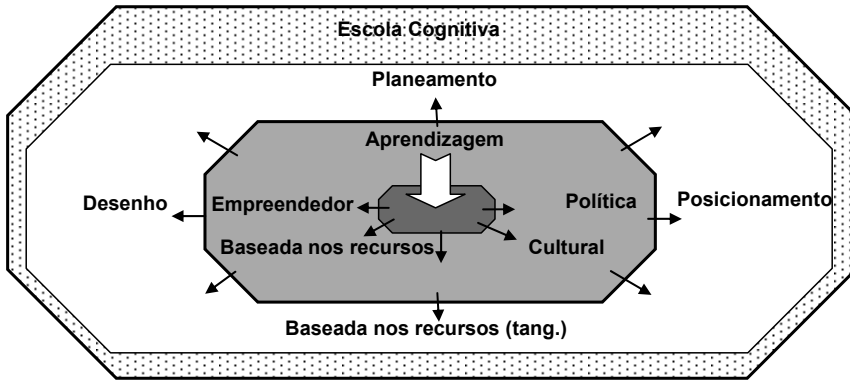 Escola Cognitiva
Planeamento
Aprendizagem
Desenho
Empreendedor
Política
Posicionamento
Baseada nos recursos
Cultural
Baseada nos recursos (tang.)